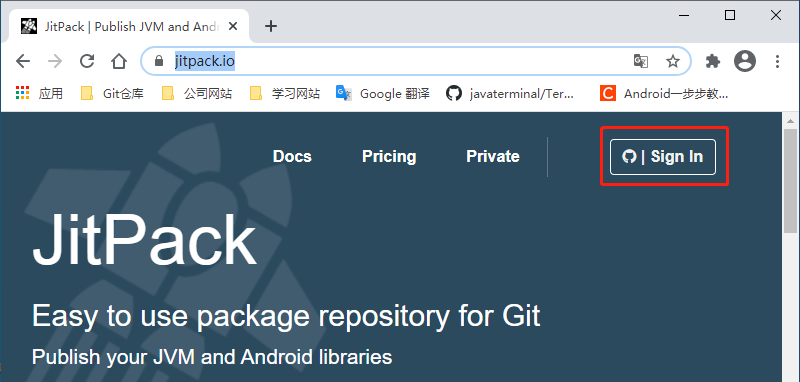 JitPack | Publish JVM and Andro
jitpack.io
应用 Git仓库 公司网站 学习网站 Google 翻译 javaterminal/Ter... Android一步步教...
Docs Pricing Private | Sign In
JitPack
Easy to use package repository for Git
Publish your JVM and Android libraries